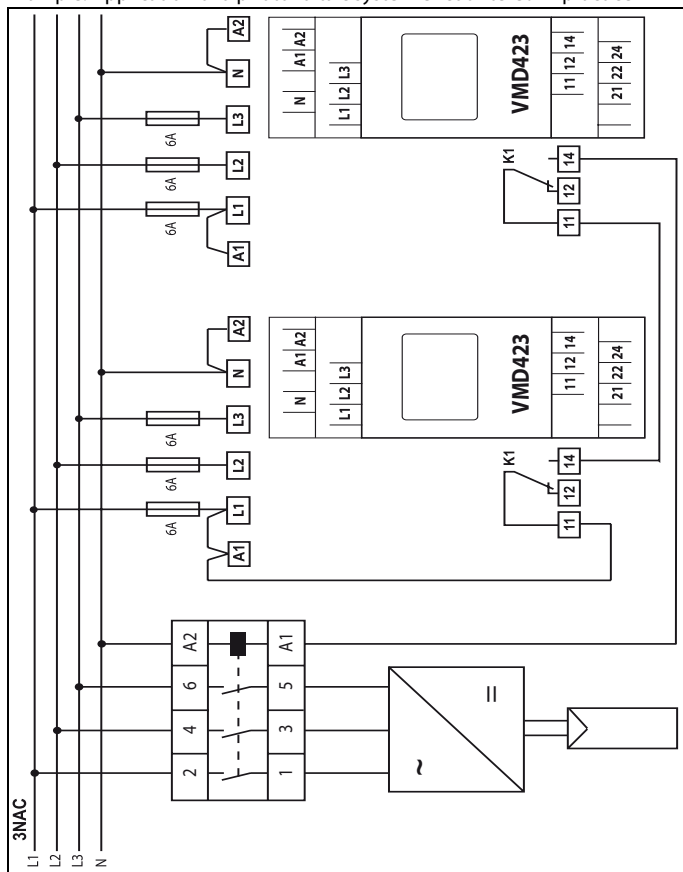 3NAC
L1
L2
L3
N
2 4 6 A2
1 3 5 A1
~
=
6A 6A 6A
A1 L1 L2 L3 N A2
N A1 A2
L1 L2 L3
VMD423
11 12 14
21 22 24
K1
11 12 14
6A 6A 6A
A1 L1 L2 L3 N A2
N A1 A2
L1 L2 L3
VMD423
11 12 14
21 22 24
K1
11 12 14